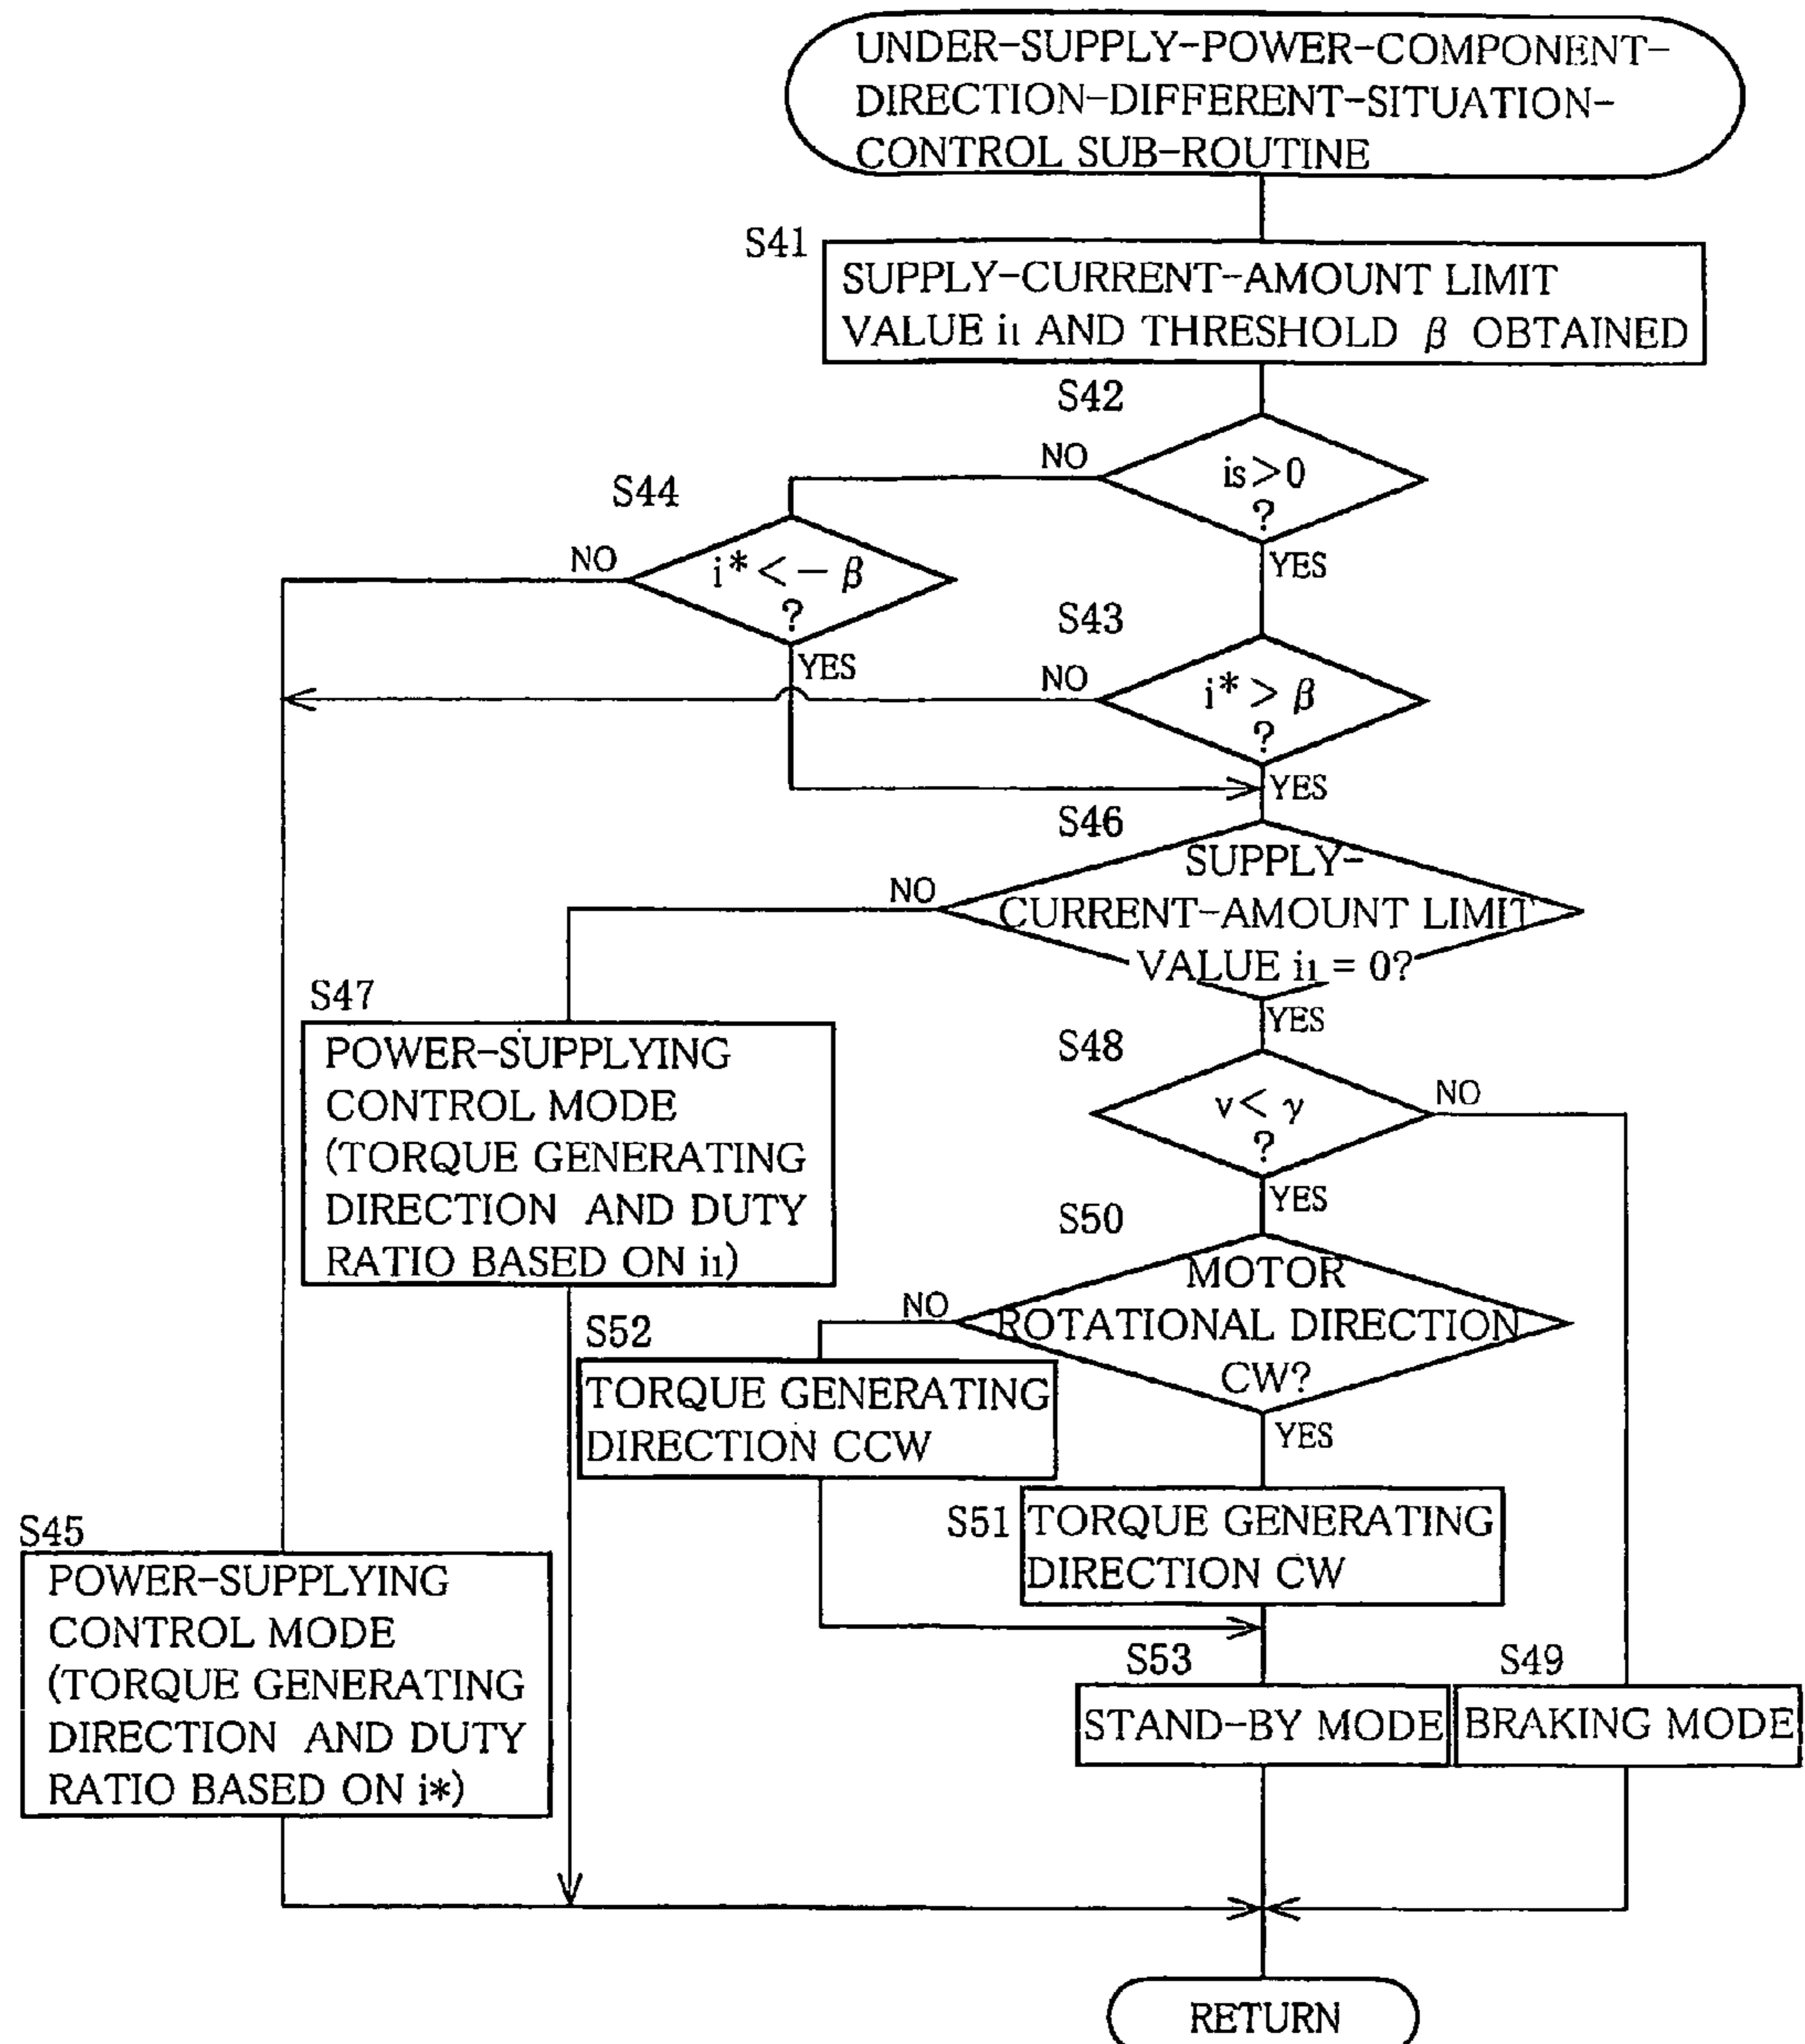 UNDER-SUPPLY-POWER-COMPONENT-
DIRECTION-DIFFERENT-SITUATION-
CONTROL SUB-ROUTINE
S41
SUPPLY-CURRENT-AMOUNT LIMIT
VALUE i1 AND THRESHOLD β OBTAINED
S42
is>0
?
NO
YES
S44
i*<-β
?
NO
YES
S43
i*>β
?
NO
YES
S46
SUPPLY-
CURRENT-AMOUNT LIMIT
VALUE i1 = 0?
NO
YES
S47
POWER-SUPPLYING
CONTROL MODE
(TORQUE GENERATING
DIRECTION AND DUTY
RATIO BASED ON i1)
S48
v<γ
?
NO
YES
S50
MOTOR
ROTATIONAL DIRECTION
CW?
NO
YES
S52
TORQUE GENERATING
DIRECTION CCW
S51
TORQUE GENERATING
DIRECTION CW
S45
POWER-SUPPLYING
CONTROL MODE
(TORQUE GENERATING
DIRECTION AND DUTY
RATIO BASED ON i*)
S53
STAND-BY MODE
S49
BRAKING MODE
RETURN